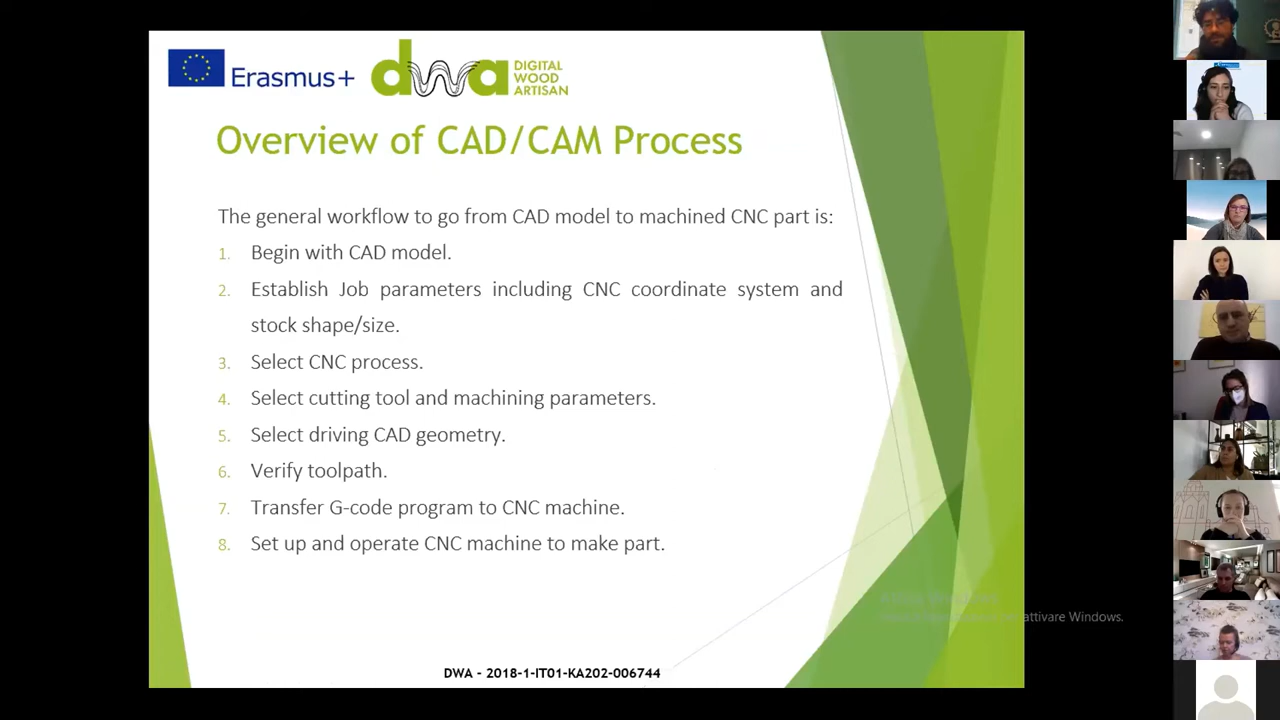 Erasmus+
dwa DIGITAL
WOOD
ARTISAN
Overview of CAD/CAM Process
The general workflow to go from CAD model to machined CNC part is:
1. Begin with CAD model.
2. Establish Job parameters including CNC coordinate system and
stock shape/size.
3. Select CNC process.
4. Select cutting tool and machining parameters.
5. Select driving CAD geometry.
6. Verify toolpath.
7. Transfer G-code program to CNC machine.
8. Set up and operate CNC machine to make part.
attivare Windows.
DWA - 2018-1-IT01-KA202-006744